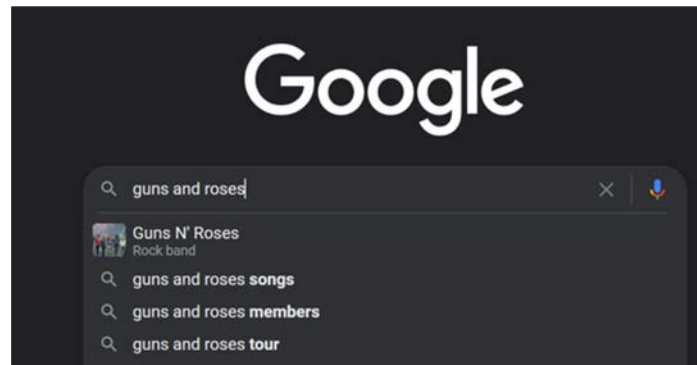 Google
guns and roses
Guns N' Roses
Rock band
guns and roses songs
guns and roses members
guns and roses tour